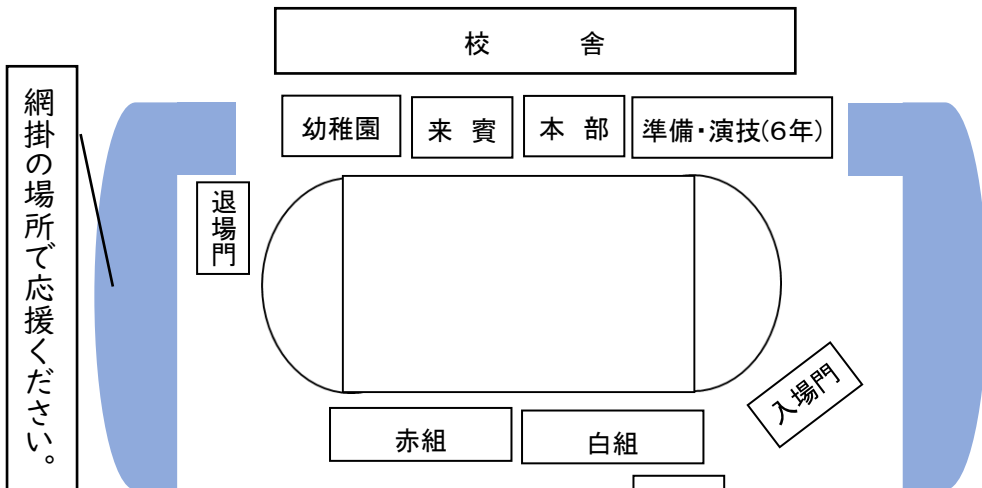 校 舎
網掛の場所で応援ください。
幼稚園
来 賓
本 部
準備・演技(6年)
退場門
入場門
赤組
白組